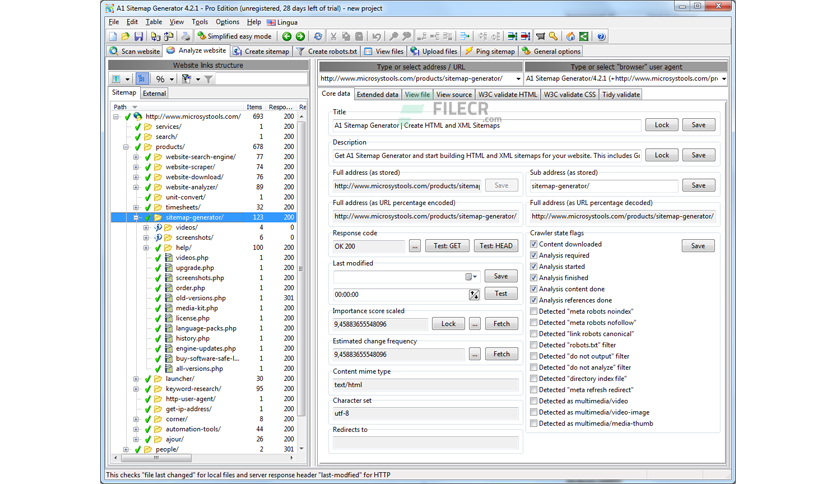 A1 Sitemap Generator 4.2.1 - Pro Edition (unregistered, 28 days left of trial) - new project
File Edit Table View Tools Options Help Lingua
Simplified easy mode
Scan website Analyze website Create sitemap Create robots.txt View files Upload files Ping sitemap General options
Website links structure
%
Sitemap External
Path Items Respo... Re
http://www.microsystools.com/ 693 200
services/ 1 200
search/ 1 200
products/ 678 200
website-search-engine/ 77 200
website-scraper/ 74 200
website-download/ 76 200
website-analyzer/ 89 200
unit-convert/ 1 200
timesheets/ 32 200
sitemap-generator/ 123 200
videos/ 4 0
screenshots/ 6 0
help/ 100 200
videos.php 1 200
upgrade.php 1 200
screenshots.php 1 200
order.php 1 200
old-versions.php 1 301
media-kit.php 1 200
license.php 1 200
language-packs.php 1 200
history.php 1 200
engine-updates.php 1 200
buy-software-safe-l... 1 200
all-versions.php 1 200
launcher/ 30 200
keyword-research/ 95 200
http-user-agent/ 1 200
get-ip-address/ 1 200
corner/ 8 200
automation-tools/ 44 200
ajour/ 26 200
people/ 2 301
Type or select address / URL
http://www.microsystools.com/products/sitemap-generator/
Type or select "browser" user agent
A1 Sitemap Generator/4.2.1 (+http://www.microsystools.com/pro
Core data Extended data View file View source W3C validate HTML W3C validate CSS Tidy validate
FILECR
.com
Title
A1 Sitemap Generator | Create HTML and XML Sitemaps Lock Save
Description
Get A1 Sitemap Generator and start building HTML and XML sitemaps for your website. This includes G Lock Save
Full address (as stored)
http://www.microsystools.com/products/sitemap Save
Sub address (as stored)
sitemap-generator/ Save
Full address (as URL percentage encoded)
http://www.microsystools.com/products/sitemap-generator/
Full address (as URL percentage decoded)
http://www.microsystools.com/products/sitemap-generator/
Response code
OK 200 ... Test: GET Test: HEAD
Last modified
Save
00:00:00 Test
Importance score scaled
9,45883655548096 Lock ... Fetch
Estimated change frequency
9,45883655548096 ... Fetch
Content mime type
text/html
Character set
utf-8
Redirects to
Crawler state flags
Content downloaded Save
Analysis required
Analysis started
Analysis finished
Analysis content done
Analysis references done
Detected "meta robots noindex"
Detected "meta robots nofollow"
Detected "link robots canonical"
Detected "robots.txt" filter
Detected "do not output" filter
Detected "do not analyze" filter
Detected "directory index file"
Detected "meta refresh redirect"
Detected as multimedia/video
Detected as multimedia/video-image
Detected as multimedia/media-thumb
This checks "file last changed" for local files and server response header "last-modified" for HTTP